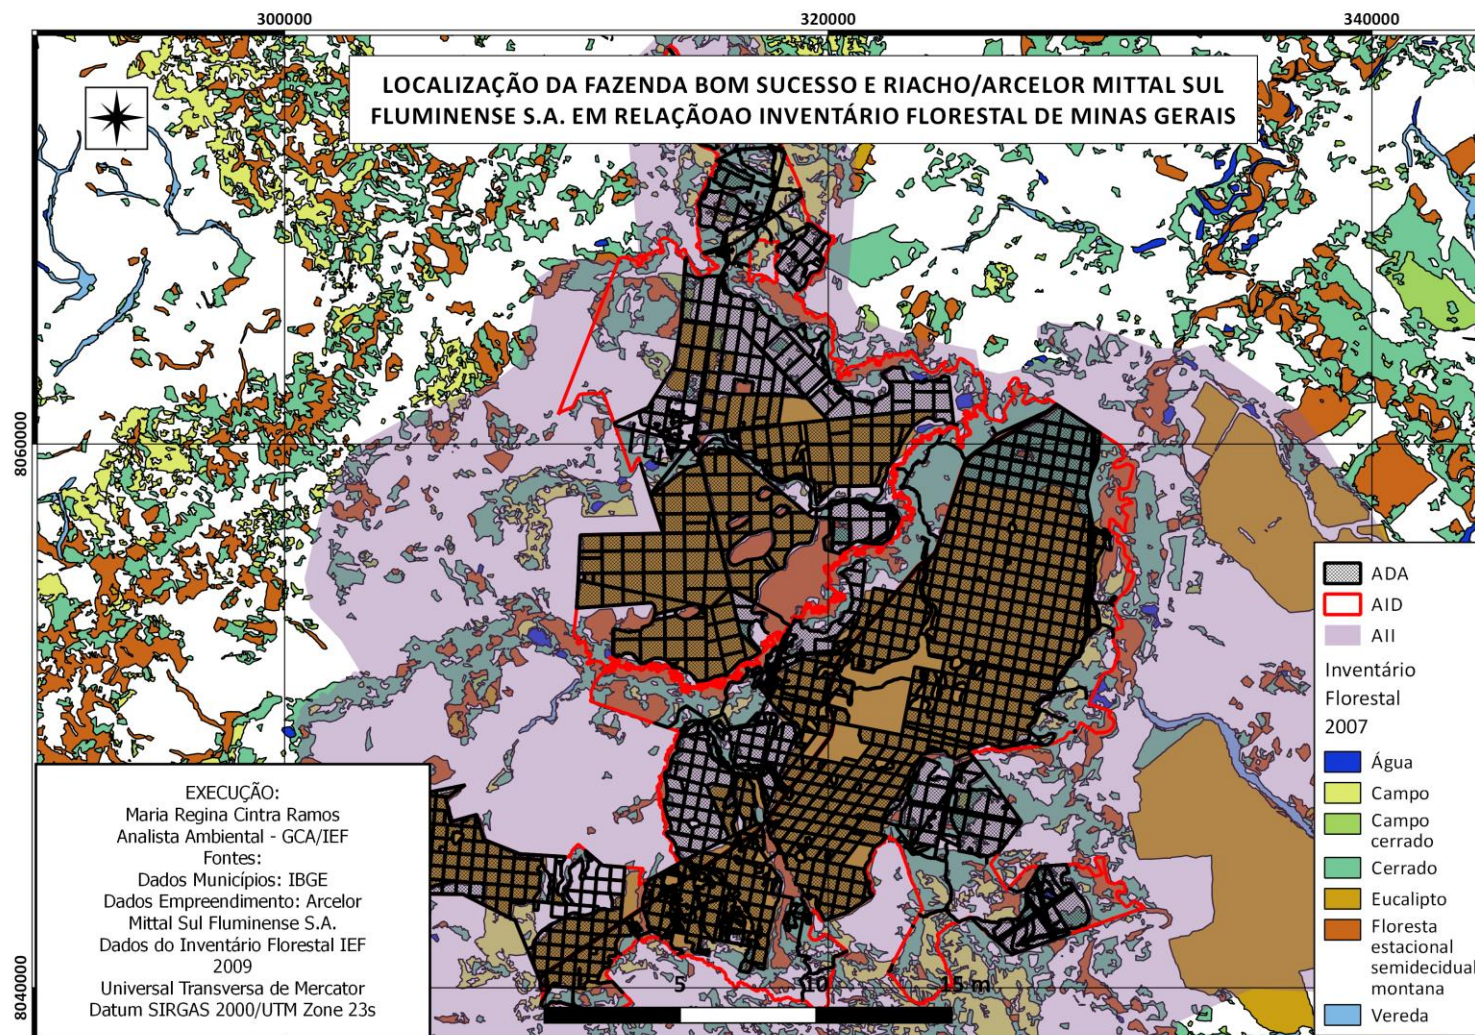 300000
320000
340000
LOCALIZAÇÃO DA FAZENDA BOM SUCESSO E RIACHO/ARCELOR MITTAL SUL
FLUMINENSE S.A. EM RELAÇÃOAO INVENTÁRIO FLORESTAL DE MINAS GERAIS
8060000
8040000
ADA
AID
AII
Inventário
Florestal
2007
Água
Campo
Campo
cerrado
Cerrado
Eucalipto
Floresta
estacional
semidecidual
montana
Vereda
EXECUÇÃO:
Maria Regina Cintra Ramos
Analista Ambiental - GCA/IEF
Fontes:
Dados Municípios: IBGE
Dados Empreendimento: Arcelor
Mittal Sul Fluminense S.A.
Dados do Inventário Florestal IEF
2009
Universal Transversa de Mercator
Datum SIRGAS 2000/UTM Zone 23s
5
10
15 m